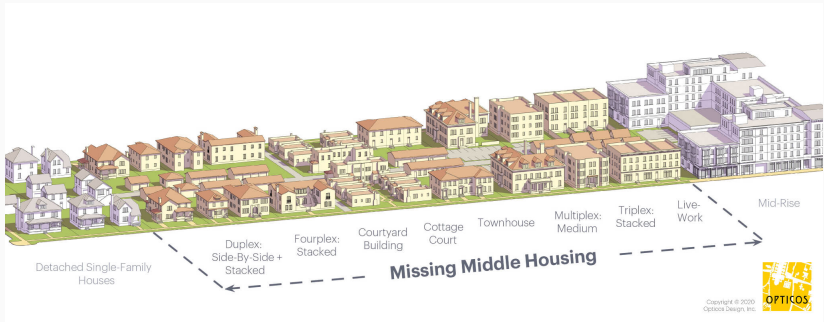 Detached Single-Family
Houses
Duplex:
Side-By-Side +
Stacked
Fourplex:
Stacked
Courtyard
Building
Cottage
Court
Townhouse
Multiplex:
Medium
Triplex:
Stacked
Live-
Work
Mid-Rise
Missing Middle Housing
Copyright © 2020
Opticos Design, Inc.
OPTICOS